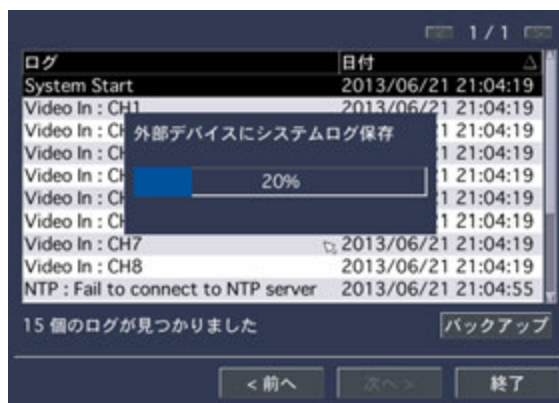 1 / 1
ログ 日付
System Start 2013/06/21 21:04:19
Video In : CH1 2013/06/21 21:04:19
Video In : CH 1 21:04:19
外部デバイスにシステムログ保存
Video In : CH 1 21:04:19
Video In : CH 1 21:04:19
20%
Video In : CH 1 21:04:19
Video In : CH 1 21:04:19
Video In : CH7 2013/06/21 21:04:19
Video In : CH8 2013/06/21 21:04:19
NTP : Fail to connect to NTP server 2013/06/21 21:04:55
15 個のログが見つかりました バックアップ
< 前へ 次へ > 終了